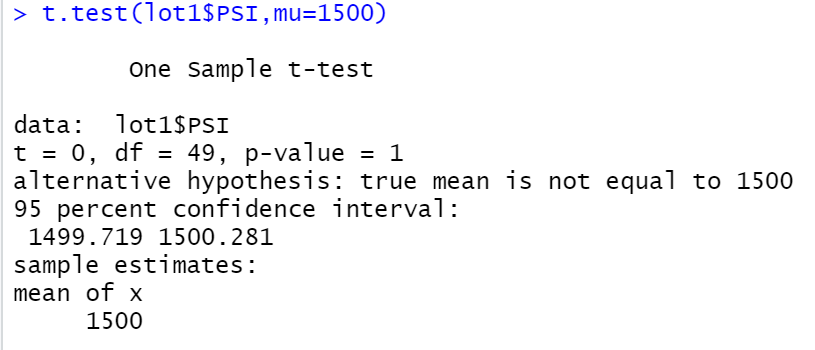 > t.test(lot1$PSI,mu=1500)
One Sample t-test
data:  lot1$PSI
t = 0, df = 49, p-value = 1
alternative hypothesis: true mean is not equal to 1500
95 percent confidence interval:
 1499.719 1500.281
sample estimates:
mean of x
     1500